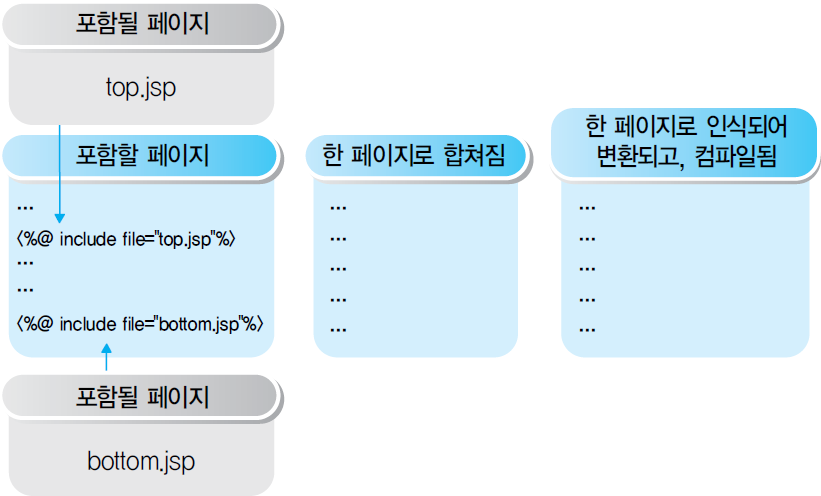 포함될 페이지
top.jsp
포함할 페이지
...
<%@ include file="top.jsp"%>
...
...
<%@ include file="bottom.jsp"%>
포함될 페이지
bottom.jsp
한 페이지로 합쳐짐
...
...
...
...
...
한 페이지로 인식되어
변환되고, 컴파일됨
...
...
...
...
...